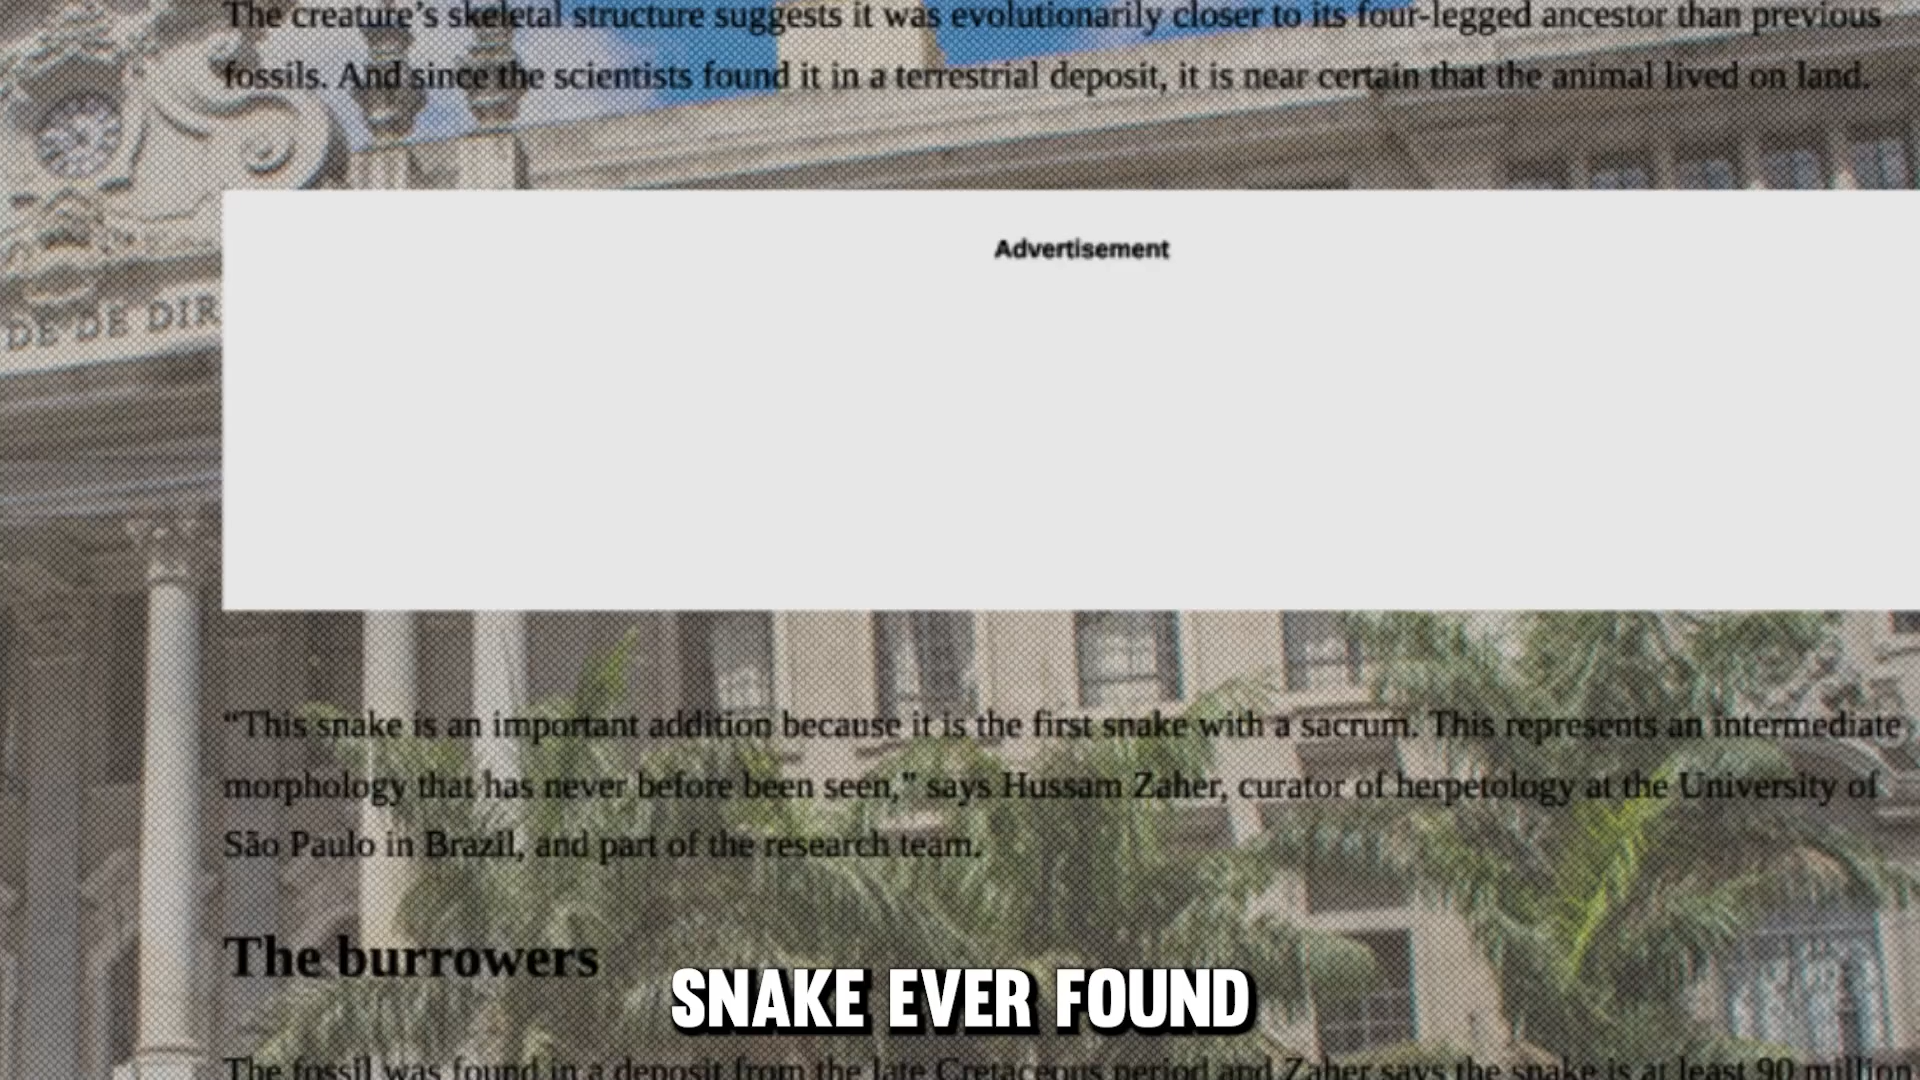 The creature’s skeletal structure suggests it was evolutionarily closer to its four-legged ancestor than previous
fossils. And since the scientists found it in a terrestrial deposit, it is near certain that the animal lived on land.
Advertisement
DE DE DIR
“This snake is an important addition because it is the first snake with a sacrum. This represents an intermediate
morphology that has never before been seen,” says Hussam Zaher, curator of herpetology at the University of
São Paulo in Brazil, and part of the research team.
The burrowers
SNAKE EVER FOUND
The fossil was found in a deposit from the late Cretaceous period and Zaher says the snake is at least 90 million